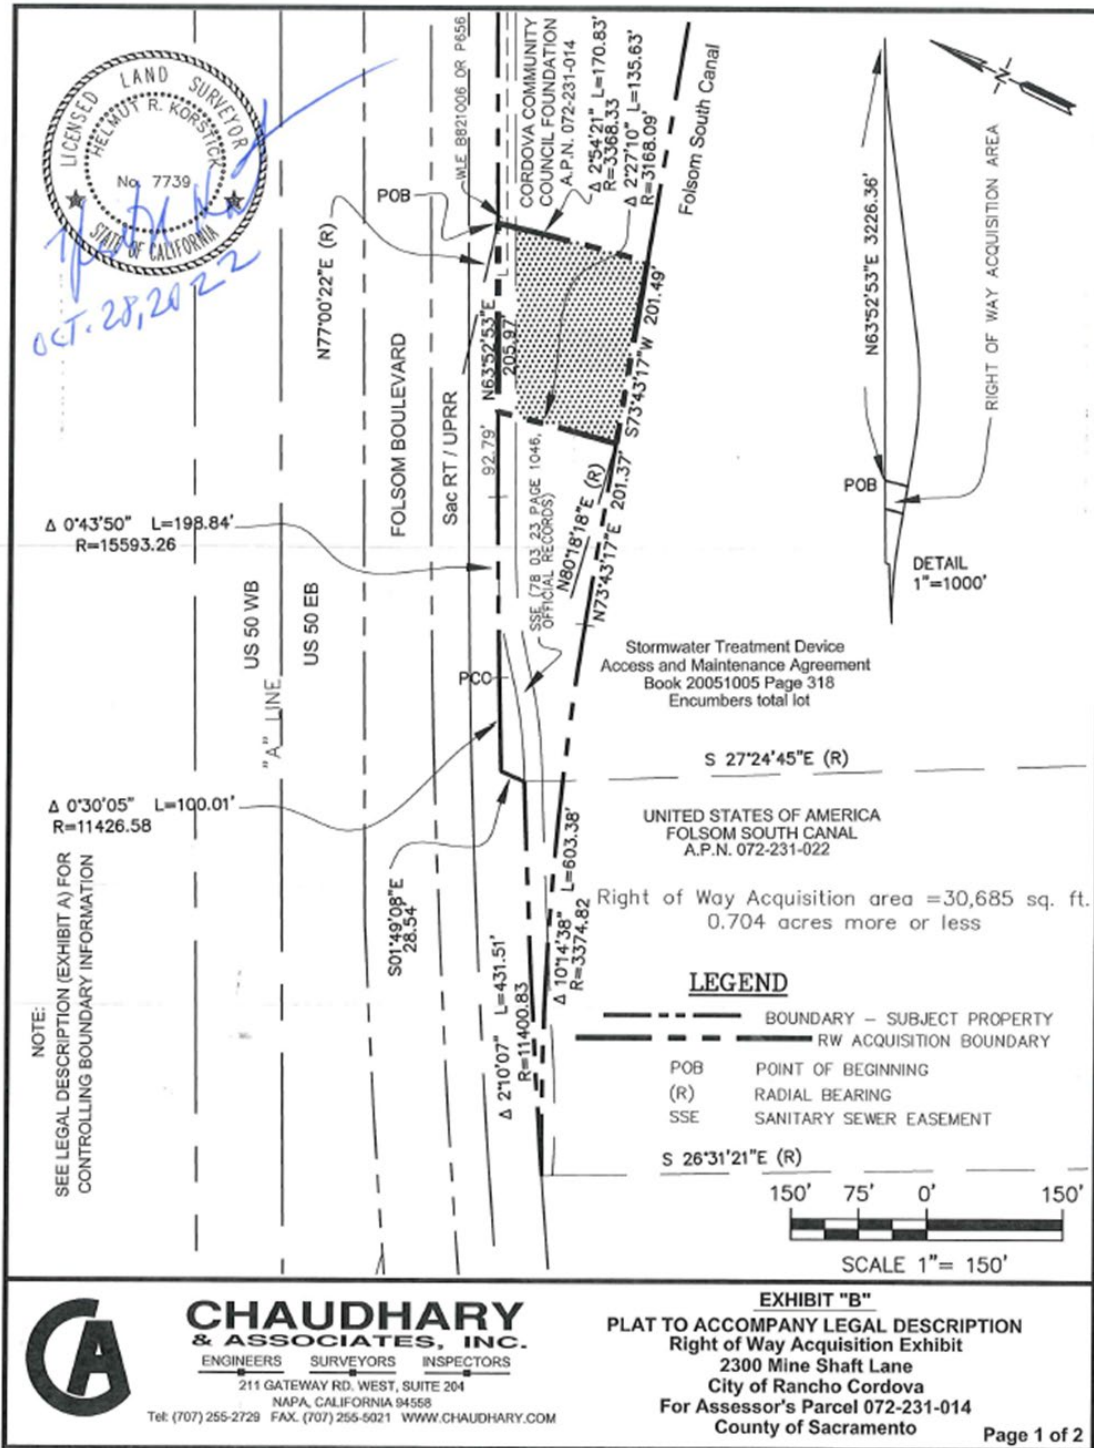 LICENSED LAND SURVEYOR
HELMUT R. KORSTICK
No. 7739
STATE OF CALIFORNIA
OCT. 28, 2022
N77°00'22"E (R)
POB
WLE B821006 OR P656
CORDOVA COMMUNITY
COUNCIL FOUNDATION
A.P.N. 072-231-014
Δ 2°54'21" L=170.83'
R=3368.33
Δ 2°27'10" L=135.63'
R=3168.09'
Folsom South Canal
N
N63°52'53"E 3226.36'
RIGHT OF WAY ACQUISITION AREA
POB
DETAIL
1"=1000'
FOLSOM BOULEVARD
Sac RT / UPRR
N63°52'53"E
205.97'
92.79'
S73°43'17"W 201.49'
SSE (78 03 23 PAGE 1046,
OFFICIAL RECORDS)
N80°18'18"E (R)
N73°43'17"E 201.37'
Δ 0°43'50" L=198.84'
R=15593.26
US 50 WB
US 50 EB
"A" LINE
PCC
Stormwater Treatment Device
Access and Maintenance Agreement
Book 20051005 Page 318
Encumbers total lot
S 27°24'45"E (R)
Δ 0°30'05" L=100.01'
R=11426.58
UNITED STATES OF AMERICA
FOLSOM SOUTH CANAL
A.P.N. 072-231-022
S01°49'08"E
28.54'
Δ 10°14'38" L=603.38'
R=3374.82
Δ 2°10'07" L=431.51'
R=11400.83
Right of Way Acquisition area =30,685 sq. ft.
0.704 acres more or less
NOTE:
SEE LEGAL DESCRIPTION (EXHIBIT A) FOR
CONTROLLING BOUNDARY INFORMATION
LEGEND
BOUNDARY – SUBJECT PROPERTY
RW ACQUISITION BOUNDARY
POB POINT OF BEGINNING
(R) RADIAL BEARING
SSE SANITARY SEWER EASEMENT
S 26°31'21"E (R)
150' 75' 0' 150'
SCALE 1"= 150'
CA
CHAUDHARY
& ASSOCIATES, INC.
ENGINEERS SURVEYORS INSPECTORS
211 GATEWAY RD. WEST, SUITE 204
NAPA, CALIFORNIA 94558
Tel: (707) 255-2729 FAX. (707) 255-5021 WWW.CHAUDHARY.COM
EXHIBIT "B"
PLAT TO ACCOMPANY LEGAL DESCRIPTION
Right of Way Acquisition Exhibit
2300 Mine Shaft Lane
City of Rancho Cordova
For Assessor's Parcel 072-231-014
County of Sacramento
Page 1 of 2